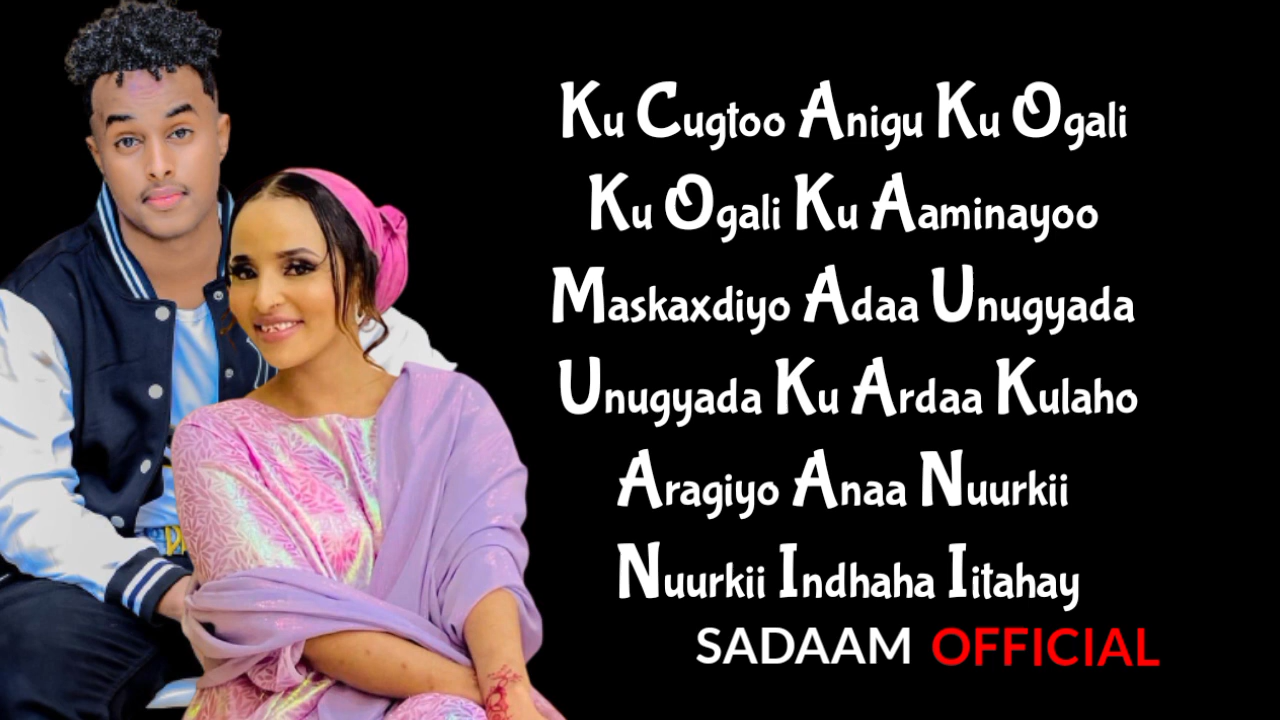 Ku Cugtoo Anigu Ku Ogali
Ku Ogali Ku Aaminayoo
Maskaxdiyo Adaa Unugyada
Unugyada Ku Ardaa Kulaho
Aragiyo Anaa Nuurkii
Nuurkii Indhaha Iitahay
SADAAM OFFICIAL